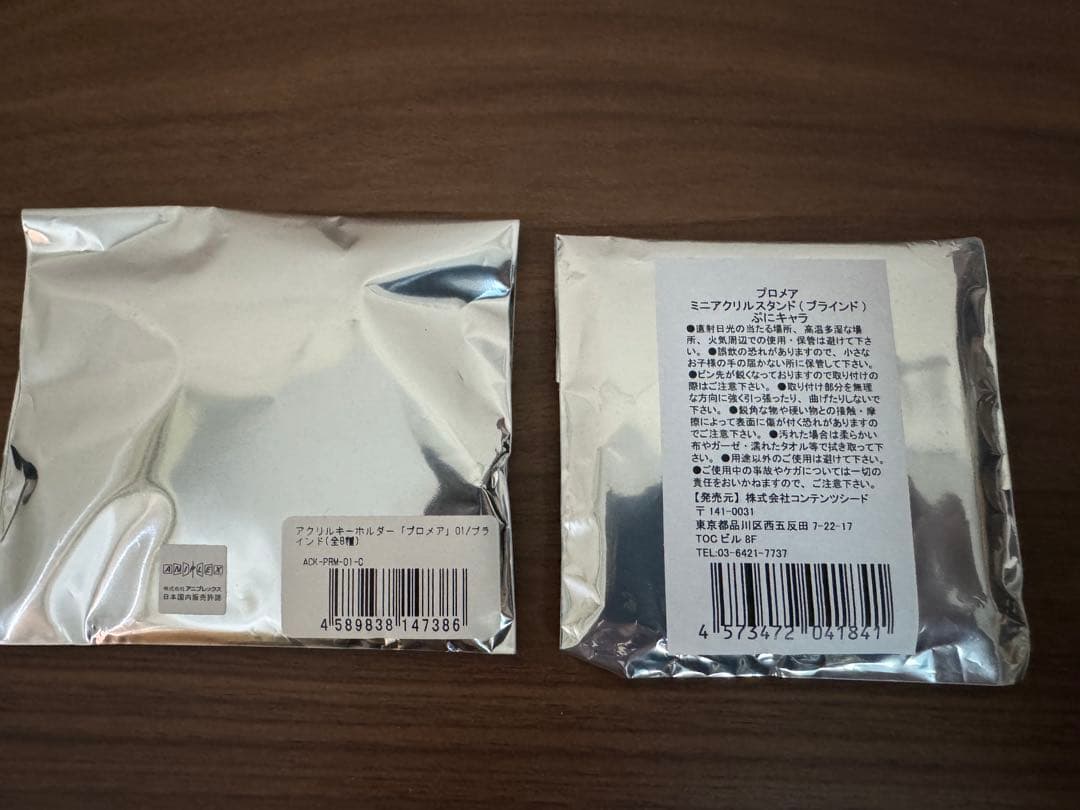 アクリルキーホルダー「プロメア」01/ブラ
インド(全8種)
ACK-PRM-01-C
4 589838 147386
ANIPLEX
株式会社アニプレックス
日本国内販売許諾
プロメア
ミニアクリルスタンド(ブラインド)
ぷにキャラ
●直射日光の当たる場所、高温多湿な場
所、火気周辺での使用・保管は避けて下さ
い。●誤飲の恐れがありますので、小さな
お子様の手の届かない所に保管して下さい。
●ピン先が鋭くなっておりますので取り付けの
際はご注意下さい。●取り付け部分を無理
な方向に強く引っ張ったり、曲げたりしないで
下さい。●鋭角な物や硬い物との接触・摩
擦によって表面に傷が付く恐れがありますの
でご注意下さい。●汚れた場合は柔らかい
布やガーゼ・濡れたタオル等で拭き取って下
さい。●用途以外のご使用は避けて下さい。
●ご使用中の事故やケガについては一切の
責任をおいかねますので、ご注意下さい。
【発売元】株式会社コンテンツシード
〒141-0031
東京都品川区西五反田 7-22-17
TOCビル 8F
TEL:03-6421-7737
4 573472 041841